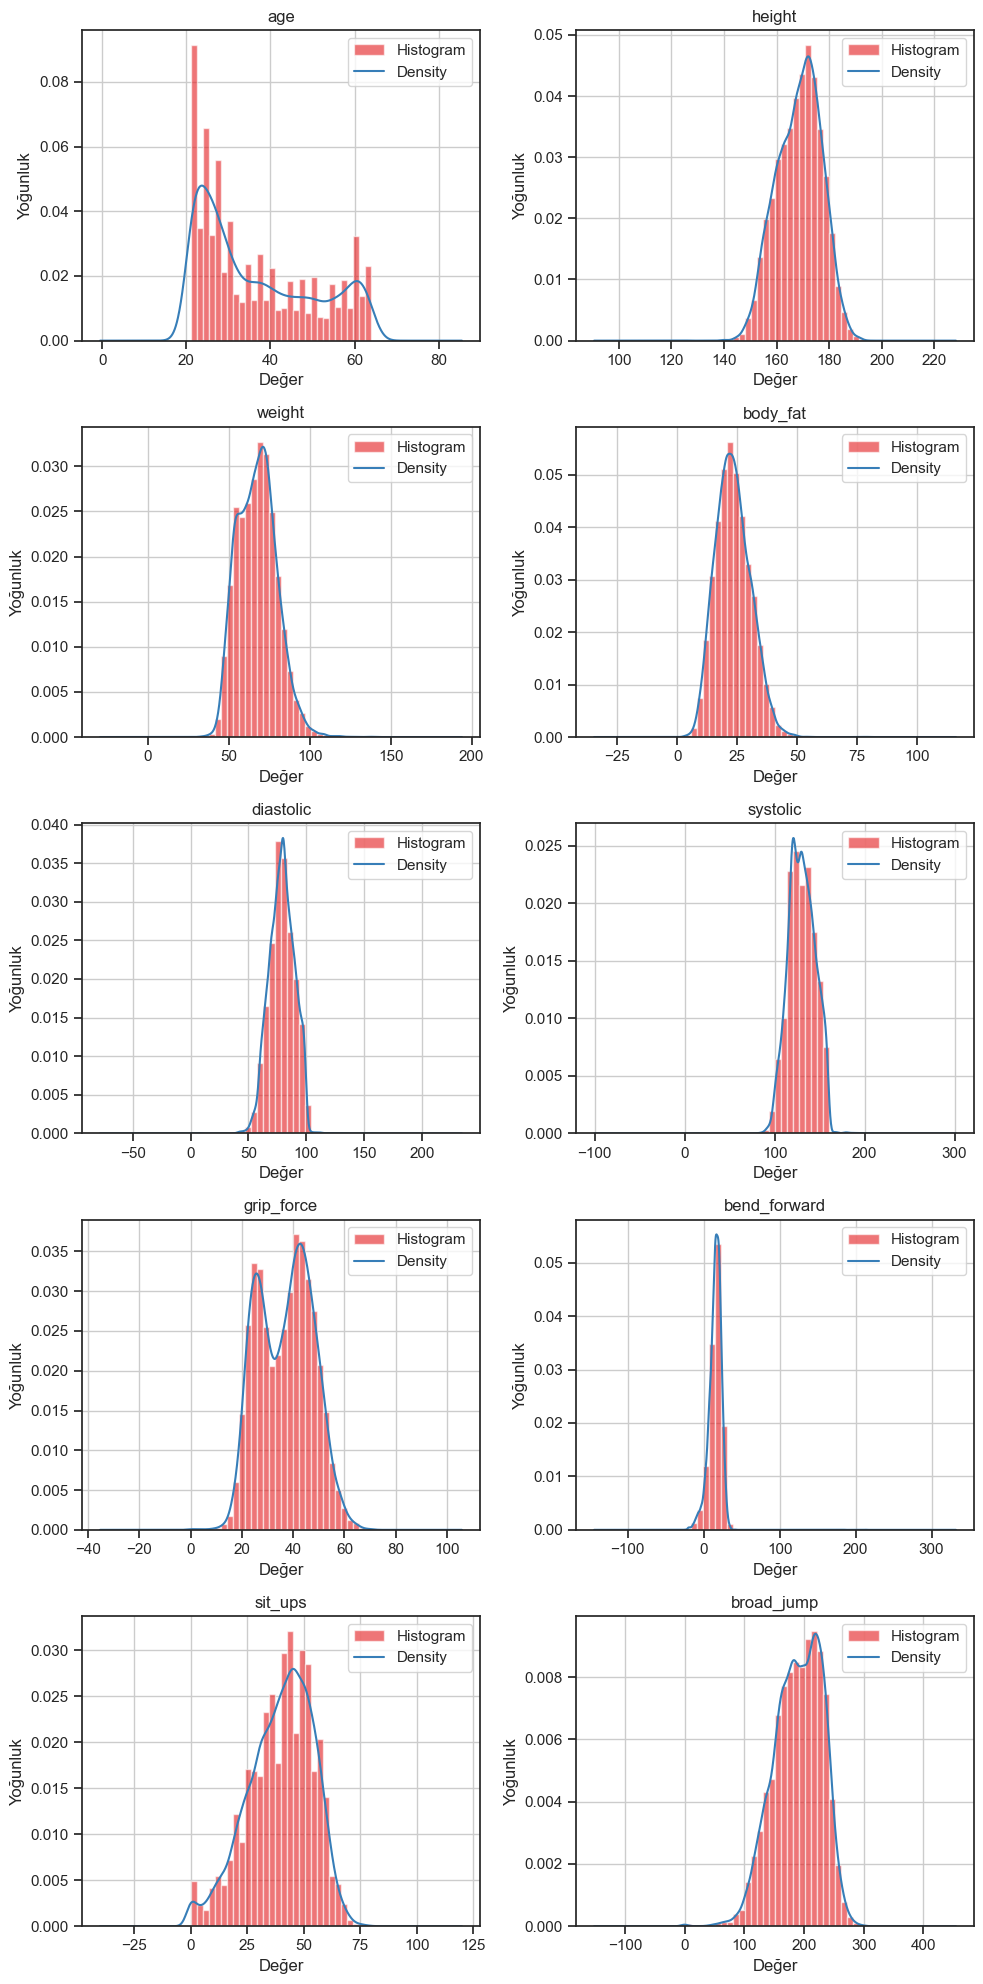 age
Histogram
Density
Yoğunluk
0.08
0.06
0.04
0.02
0.00
0 20 40 60 80
Değer
height
Histogram
Density
Yoğunluk
0.05
0.04
0.03
0.02
0.01
0.00
100 120 140 160 180 200 220
Değer
weight
Histogram
Density
Yoğunluk
0.030
0.025
0.020
0.015
0.010
0.005
0.000
0 50 100 150 200
Değer
body_fat
Histogram
Density
Yoğunluk
0.05
0.04
0.03
0.02
0.01
0.00
−25 0 25 50 75 100
Değer
diastolic
Histogram
Density
Yoğunluk
0.040
0.035
0.030
0.025
0.020
0.015
0.010
0.005
0.000
−50 0 50 100 150 200
Değer
systolic
Histogram
Density
Yoğunluk
0.025
0.020
0.015
0.010
0.005
0.000
−100 0 100 200 300
Değer
grip_force
Histogram
Density
Yoğunluk
0.035
0.030
0.025
0.020
0.015
0.010
0.005
0.000
−40 −20 0 20 40 60 80 100
Değer
bend_forward
Histogram
Density
Yoğunluk
0.05
0.04
0.03
0.02
0.01
0.00
−100 0 100 200 300
Değer
sit_ups
Histogram
Density
Yoğunluk
0.030
0.025
0.020
0.015
0.010
0.005
0.000
−25 0 25 50 75 100 125
Değer
broad_jump
Histogram
Density
Yoğunluk
0.008
0.006
0.004
0.002
0.000
−100 0 100 200 300 400
Değer